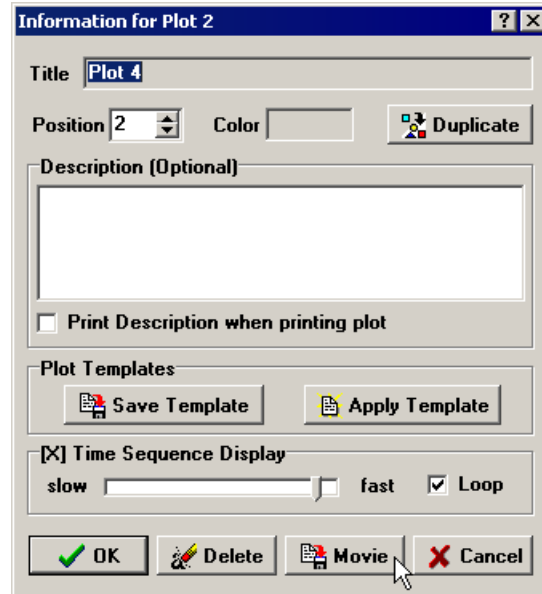 Information for Plot 2
Title Plot 4
Position 2 Color Duplicate
Description (Optional)
Print Description when printing plot
Plot Templates
Save Template Apply Template
[X] Time Sequence Display
slow fast Loop
OK Delete Movie Cancel